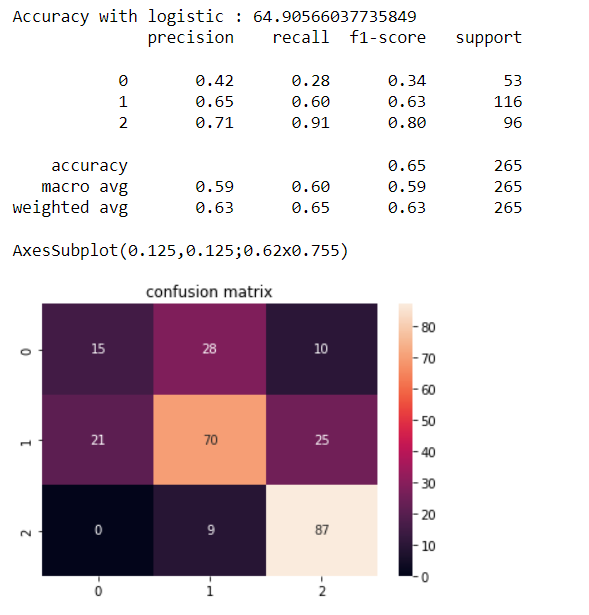 Accuracy with logistic : 64.90566037735849
precision recall f1-score support
0 0.42 0.28 0.34 53
1 0.65 0.60 0.63 116
2 0.71 0.91 0.80 96
accuracy 0.65 265
macro avg 0.59 0.60 0.59 265
weighted avg 0.63 0.65 0.63 265
AxesSubplot(0.125,0.125;0.62x0.755)
confusion matrix
0 15 28 10
1 21 70 25
2 0 9 87
0 1 2
80
70
60
50
40
30
20
10
0